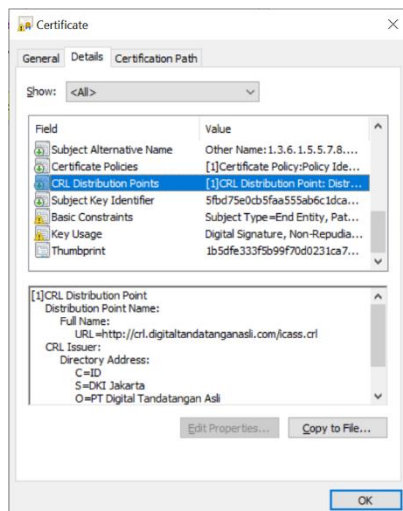 Certificate
General Details Certification Path
Show: <All>
Field Value
Subject Alternative Name Other Name:1.3.6.1.5.5.7.8....
Certificate Policies [1]Certificate Policy:Policy Ide...
CRL Distribution Points [1]CRL Distribution Point: Distr...
Subject Key Identifier 5fbd75e0cb5faa555ab6c1dca...
Basic Constraints Subject Type=End Entity, Pat...
Key Usage Digital Signature, Non-Repudia...
Thumbprint 1b5dfe333f5b99f70d0231ca7...
[1]CRL Distribution Point
Distribution Point Name:
Full Name:
URL=http://crl.digitaltandatanganasli.com/icass.crl
CRL Issuer:
Directory Address:
C=ID
S=DKI Jakarta
O=PT Digital Tandatangan Asli
Edit Properties... Copy to File...
OK